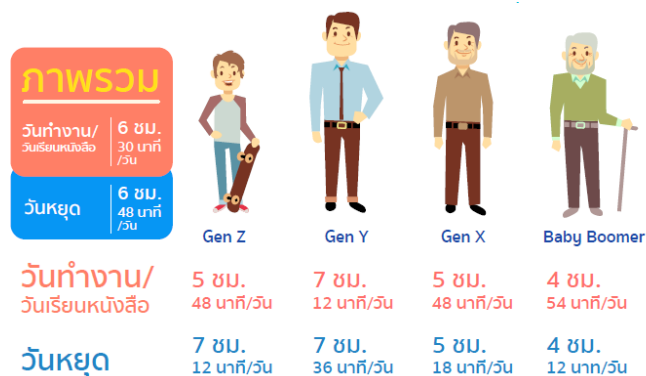 ภาพรวม
วันทำงาน/
วันเรียนหนังสือ
6 ชม.
30 นาที
/วัน
วันหยุด
6 ชม.
48 นาที
/วัน
Gen Z
Gen Y
Gen X
Baby Boomer
วันทำงาน/
วันเรียนหนังสือ
5 ชม.
48 นาที/วัน
7 ชม.
12 นาที/วัน
5 ชม.
48 นาที/วัน
4 ชม.
54 นาที/วัน
วันหยุด
7 ชม.
12 นาที/วัน
7 ชม.
36 นาที/วัน
5 ชม.
18 นาที/วัน
4 ชม.
12 นาท/วัน